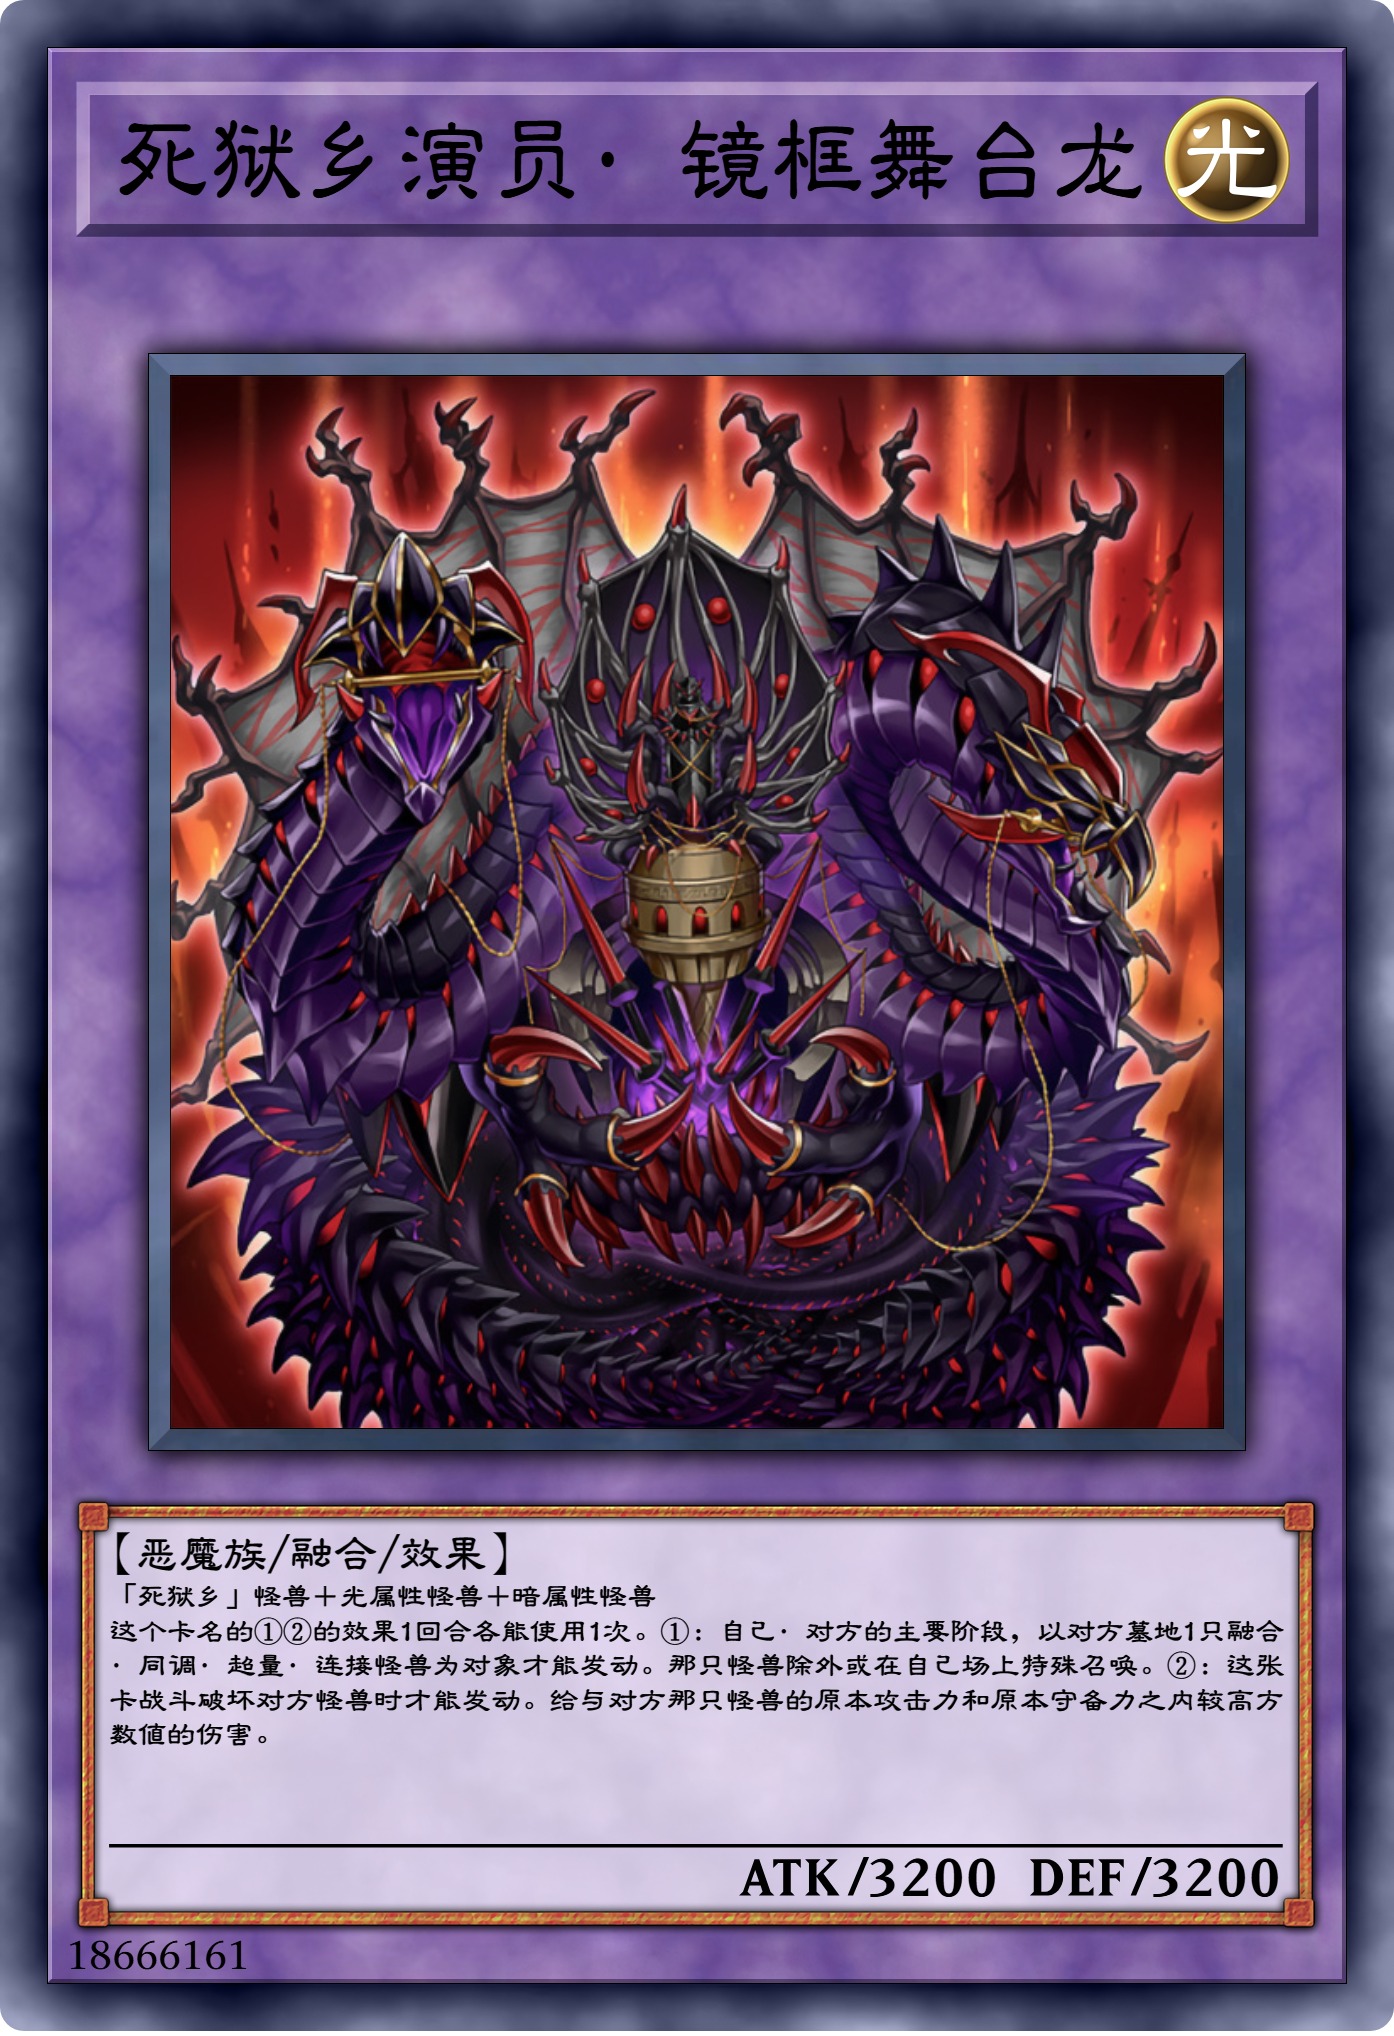 死狱乡演员·镜框舞台龙 光
【恶魔族/融合/效果】
「死狱乡」怪兽＋光属性怪兽＋暗属性怪兽
这个卡名的①②的效果1回合各能使用1次。①：自己·对方的主要阶段，以对方墓地1只融合
·同调·超量·连接怪兽为对象才能发动。那只怪兽除外或在自己场上特殊召唤。②：这张
卡战斗破坏对方怪兽时才能发动。给与对方那只怪兽的原本攻击力和原本守备力之内较高方
数值的伤害。
ATK/3200 DEF/3200
18666161